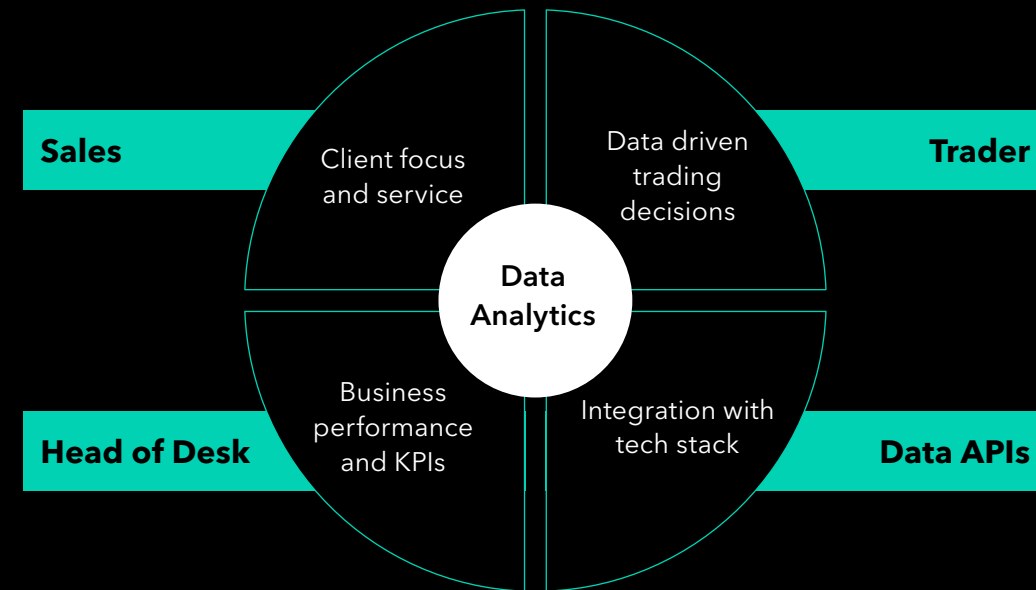 Sales
Client focus
and service
Data driven
trading
decisions
Trader
Data
Analytics
Head of Desk
Business
performance
and KPIs
Integration with
tech stack
Data APIs